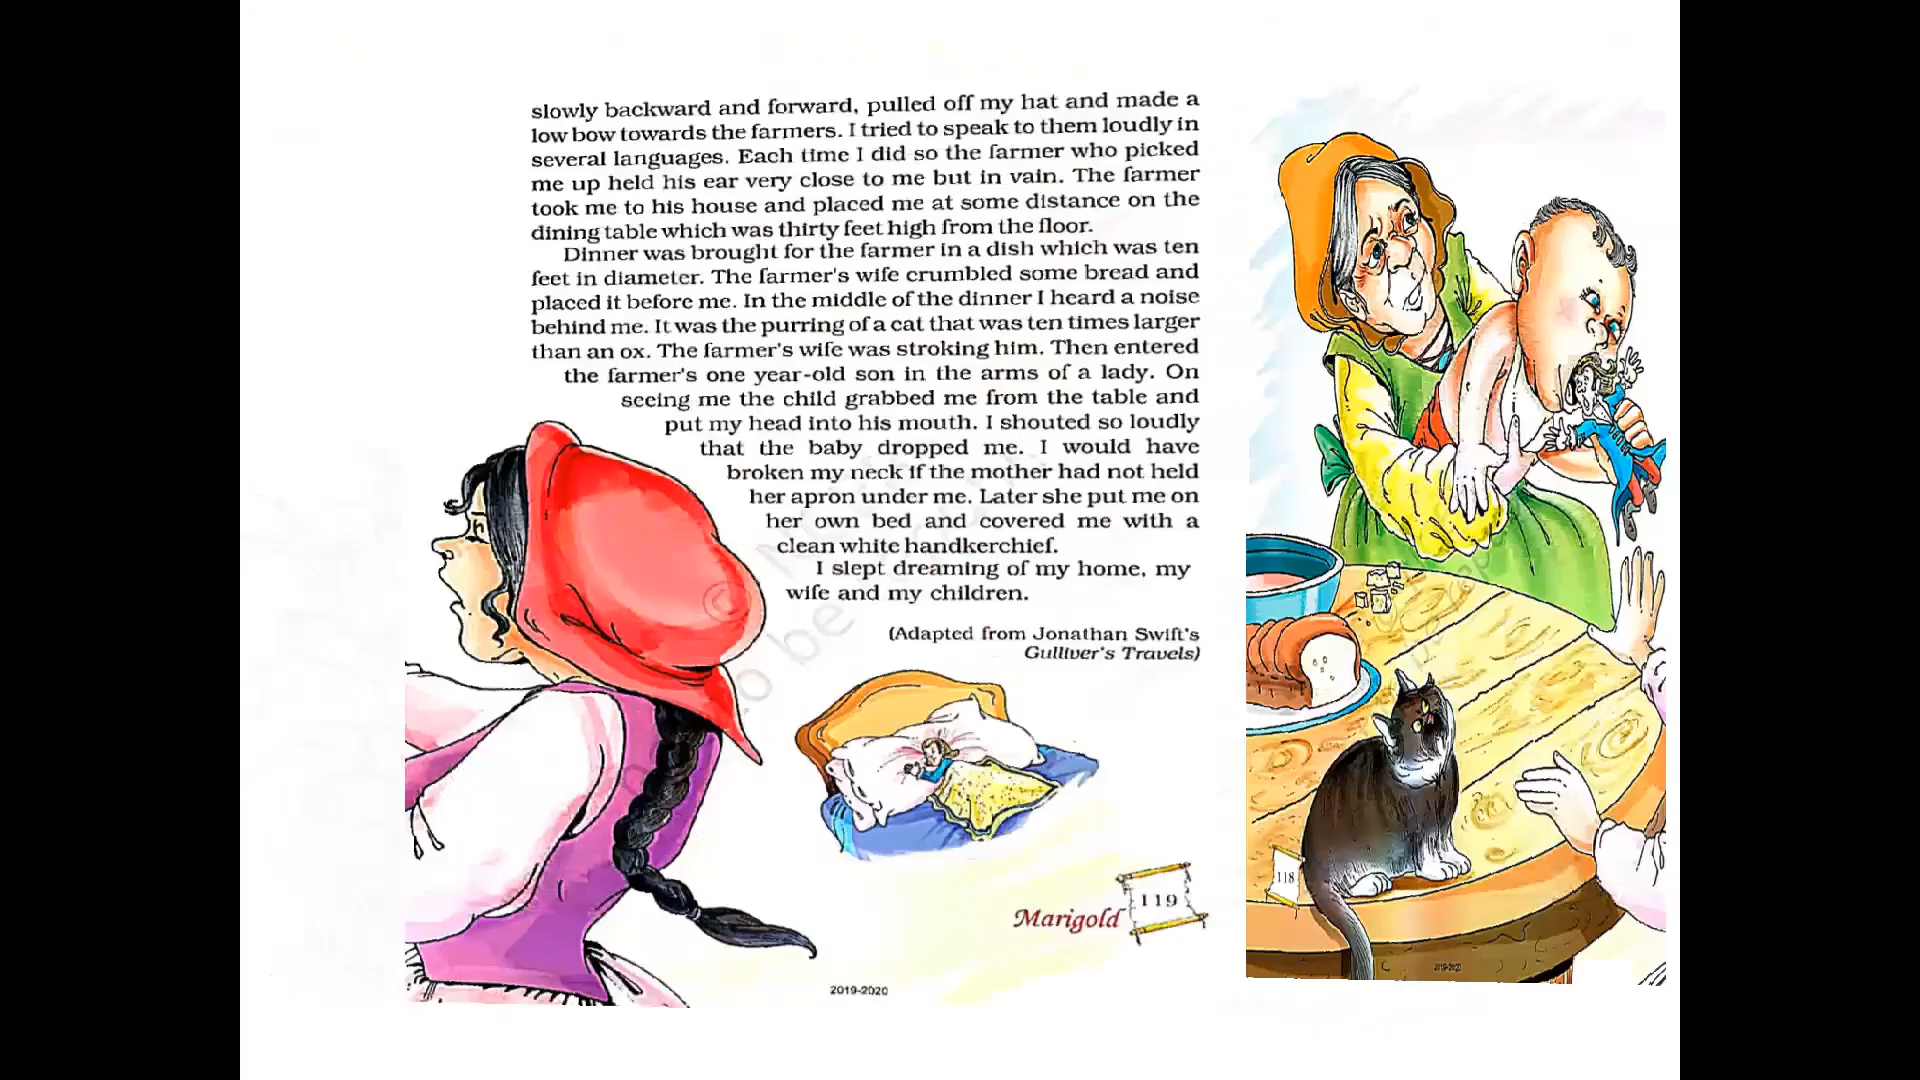 slowly backward and forward, pulled off my hat and made a
low bow towards the farmers. I tried to speak to them loudly in
several languages. Each time I did so the farmer who picked
me up held his ear very close to me but in vain. The farmer
took me to his house and placed me at some distance on the
dining table which was thirty feet high from the floor.
Dinner was brought for the farmer in a dish which was ten
feet in diameter. The farmer's wife crumbled some bread and
placed it before me. In the middle of the dinner I heard a noise
behind me. It was the purring of a cat that was ten times larger
than an ox. The farmer's wife was stroking him. Then entered
the farmer's one year-old son in the arms of a lady. On
seeing me the child grabbed me from the table and
put my head into his mouth. I shouted so loudly
that the baby dropped me. I would have
broken my neck if the mother had not held
her apron under me. Later she put me on
her own bed and covered me with a
clean white handkerchief.
I slept dreaming of my home, my
wife and my children.
(Adapted from Jonathan Swift's
Gulliver's Travels)
Marigold
119
2019-2020
118
2019-2020